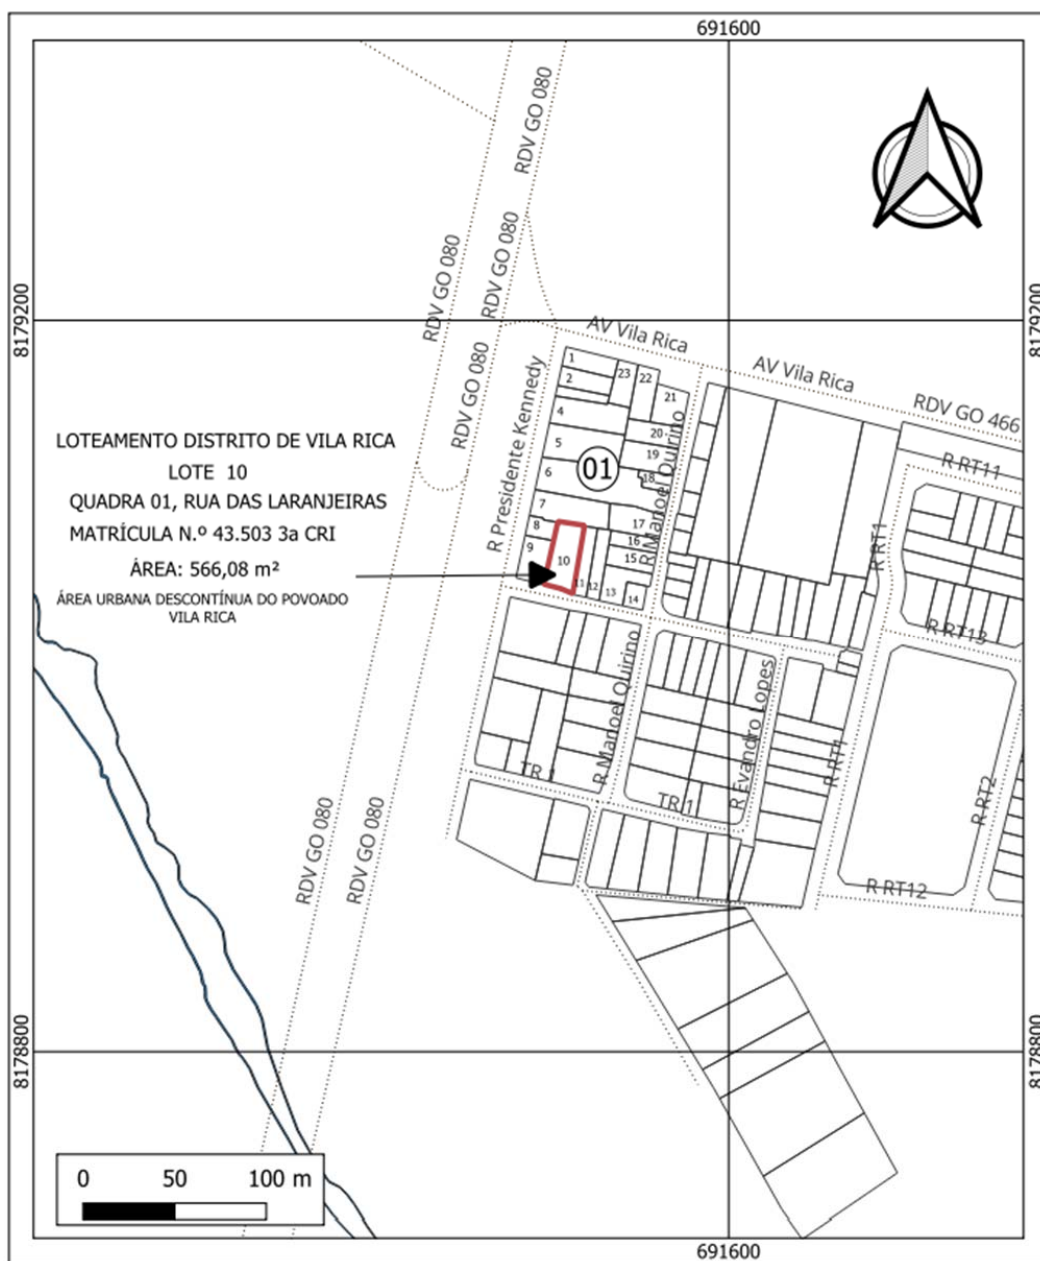 691600
RDV GO 080
RDV GO 080
RDV GO 080
RDV GO 080
RDV GO 080
8179200
8179200
AV Vila Rica
AV Vila Rica
RDV GO 466
R RT11
R Presidente Kennedy
R Manoel Quirino
1
2
23
22
21
4
5
20
19
6
18
01
7
17
8
16
9
15
10
11
12
13
14
LOTEAMENTO DISTRITO DE VILA RICA
LOTE 10
QUADRA 01, RUA DAS LARANJEIRAS
MATRÍCULA N.º 43.503 3a CRI
ÁREA: 566,08 m²
ÁREA URBANA DESCONTÍNUA DO POVOADO
VILA RICA
R RT1
R RT13
R Manoel Quirino
R Evandro Lopes
R RT1
R RT2
TR 1
TR 1
R RT12
RDV GO 080
RDV GO 080
8178800
8178800
0 50 100 m
691600